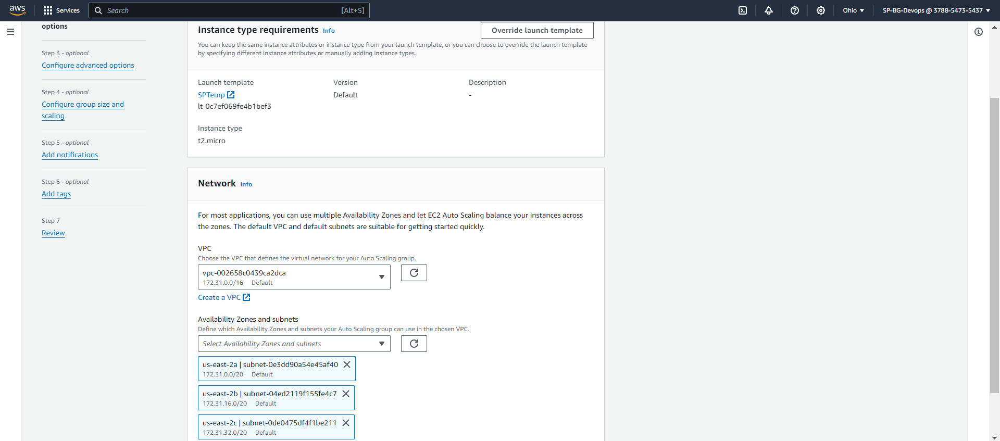 aws
Services
Search
[Alt+S]
Ohio
SP-BG-Devops @ 3788-5473-5437
options
Step 3 - optional
Configure advanced options
Step 4 - optional
Configure group size and
scaling
Step 5 - optional
Add notifications
Step 6 - optional
Add tags
Step 7
Review
Instance type requirements Info
Override launch template
You can keep the same instance attributes or instance type from your launch template, or you can choose to override the launch template
by specifying different instance attributes or manually adding instance types.
Launch template
SPTemp
lt-0c7ef069fe4b1bef3
Version
Default
Description
-
Instance type
t2.micro
Network Info
For most applications, you can use multiple Availability Zones and let EC2 Auto Scaling balance your instances across
the zones. The default VPC and default subnets are suitable for getting started quickly.
VPC
Choose the VPC that defines the virtual network for your Auto Scaling group.
vpc-002658c0439ca2dca
172.31.0.0/16 Default
Create a VPC
Availability Zones and subnets
Define which Availability Zones and subnets your Auto Scaling group can use in the chosen VPC.
Select Availability Zones and subnets
us-east-2a | subnet-0e3dd90a54e45af40
172.31.0.0/20 Default
us-east-2b | subnet-04ed2119f155fe4c7
172.31.16.0/20 Default
us-east-2c | subnet-0de0475df4f1be211
172.31.32.0/20 Default